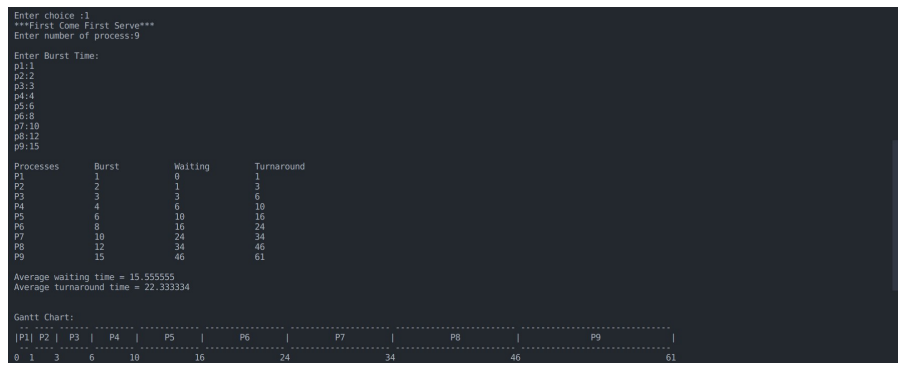 Enter choice :1
***First Come First Serve***
Enter number of process:9
Enter Burst Time:
p1:1
p2:2
p3:3
p4:4
p5:6
p6:8
p7:10
p8:12
p9:15
Processes Burst Waiting Turnaround
P1 1 0 1
P2 2 1 3
P3 3 3 6
P4 4 6 10
P5 6 10 16
P6 8 16 24
P7 10 24 34
P8 12 34 46
P9 15 46 61
Average waiting time = 15.555555
Average turnaround time = 22.333334
Gantt Chart:
 -- ---- ------ -------- ------------ ---------------- -------------------- ------------------------ ------------------------------
|P1| P2 | P3 | P4 | P5 | P6 | P7 | P8 | P9 |
 -- ---- ------ -------- ------------ ---------------- -------------------- ------------------------ ------------------------------
0 1 3 6 10 16 24 34 46 61